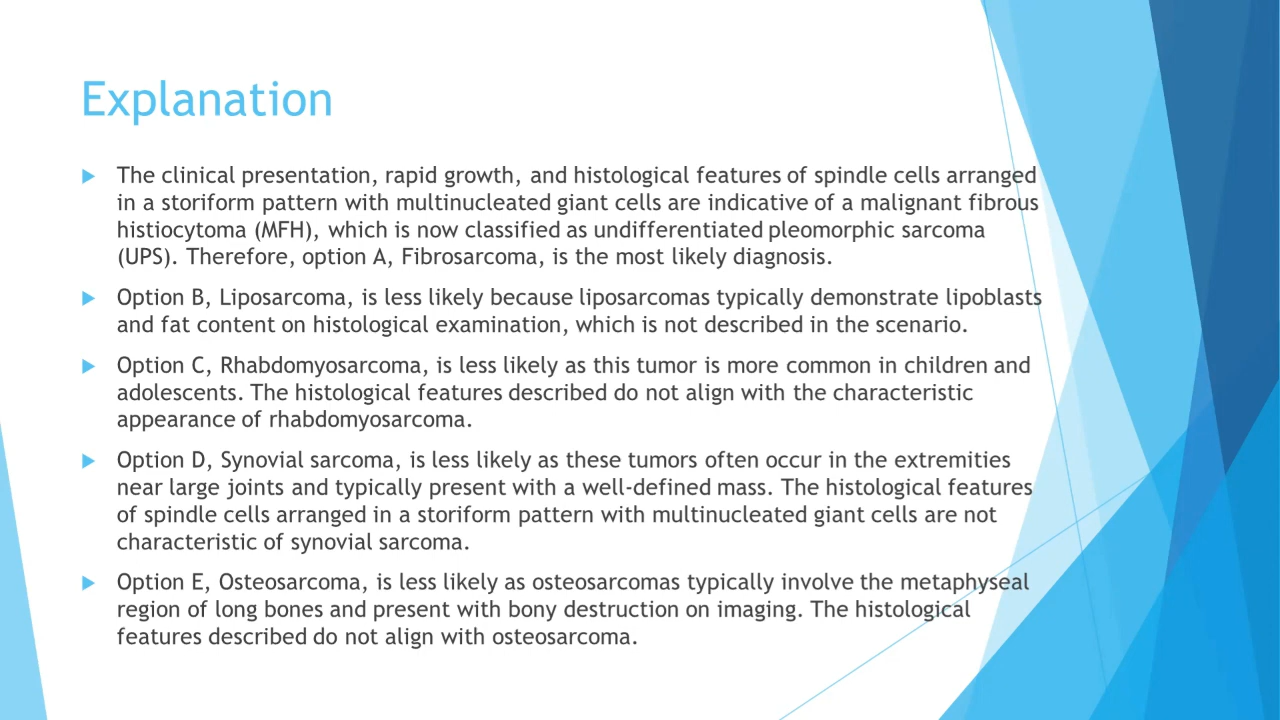 Explanation
The clinical presentation, rapid growth, and histological features of spindle cells arranged
in a storiform pattern with multinucleated giant cells are indicative of a malignant fibrous
histiocytoma (MFH), which is now classified as undifferentiated pleomorphic sarcoma
(UPS). Therefore, option A, Fibrosarcoma, is the most likely diagnosis.
Option B, Liposarcoma, is less likely because liposarcomas typically demonstrate lipoblasts
and fat content on histological examination, which is not described in the scenario.
Option C, Rhabdomyosarcoma, is less likely as this tumor is more common in children and
adolescents. The histological features described do not align with the characteristic
appearance of rhabdomyosarcoma.
Option D, Synovial sarcoma, is less likely as these tumors often occur in the extremities
near large joints and typically present with a well-defined mass. The histological features
of spindle cells arranged in a storiform pattern with multinucleated giant cells are not
characteristic of synovial sarcoma.
Option E, Osteosarcoma, is less likely as osteosarcomas typically involve the metaphyseal
region of long bones and present with bony destruction on imaging. The histological
features described do not align with osteosarcoma.